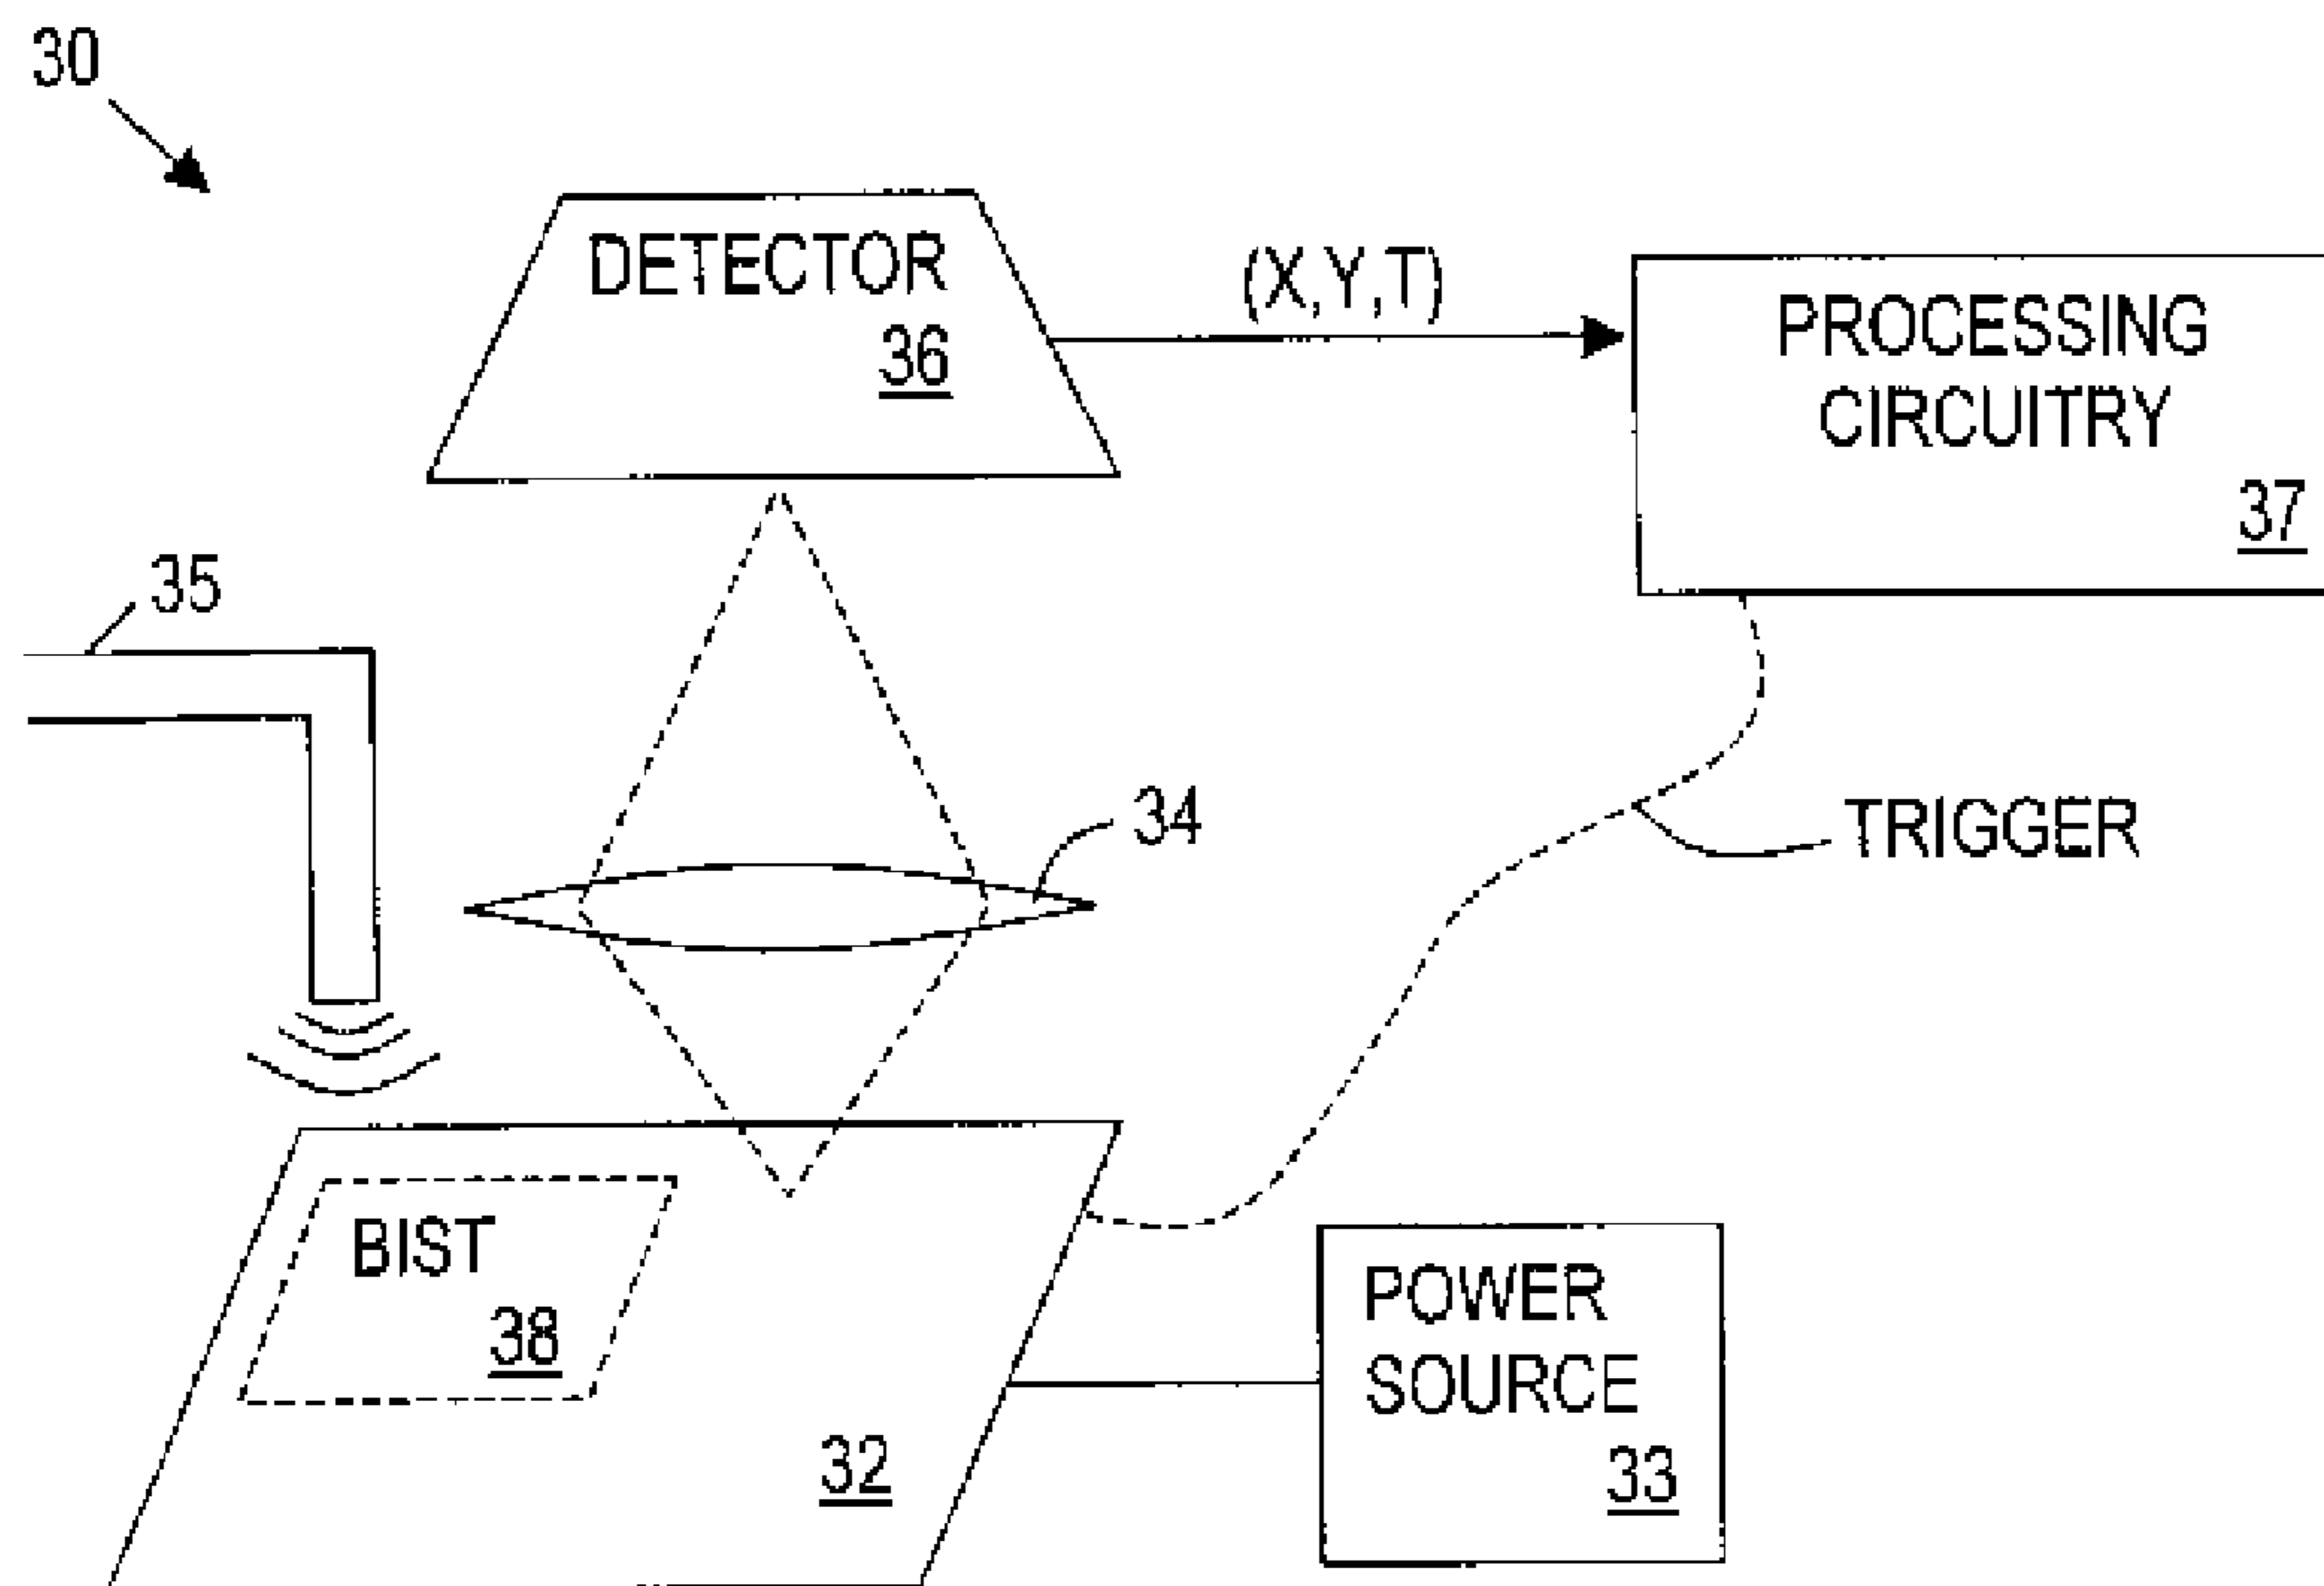 30
DETECTOR
36
(X,Y,T)
PROCESSING
CIRCUITRY
37
35
34
TRIGGER
BIST
38
32
POWER
SOURCE
33